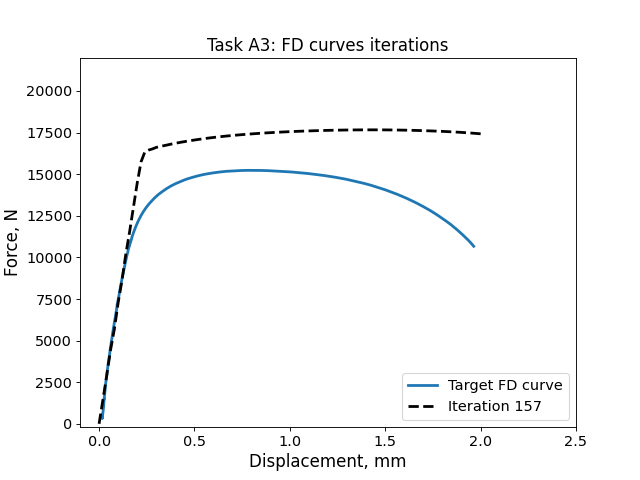 Task A3: FD curves iterations
Force, N
20000
17500
15000
12500
10000
7500
5000
2500
0
Target FD curve
Iteration 157
0.0 0.5 1.0 1.5 2.0 2.5
Displacement, mm